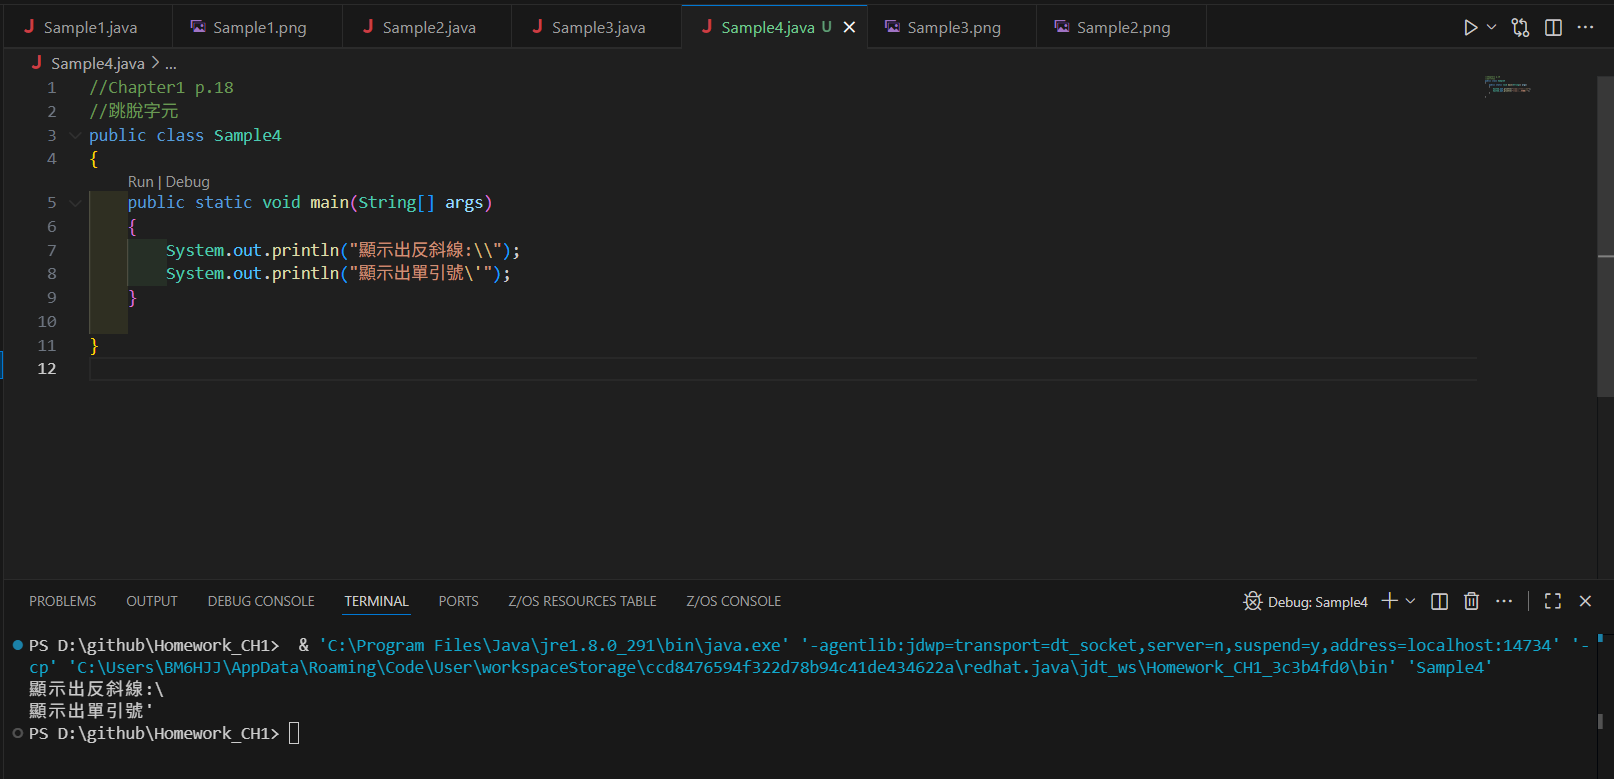 Sample1.java Sample1.png Sample2.java Sample3.java Sample4.java U Sample3.png Sample2.png
Sample4.java > ...
1 //Chapter1 p.18
2 //跳脫字元
3 public class Sample4
4 {
Run | Debug
5 public static void main(String[] args)
6 {
7 System.out.println("顯示出反斜線:\\");
8 System.out.println("顯示出單引號\'");
9 }
10
11 }
12
PROBLEMS OUTPUT DEBUG CONSOLE TERMINAL PORTS Z/OS RESOURCES TABLE Z/OS CONSOLE Debug: Sample4
PS D:\github\Homework_CH1>  & 'C:\Program Files\Java\jre1.8.0_291\bin\java.exe' '-agentlib:jdwp=transport=dt_socket,server=n,suspend=y,address=localhost:14734' '-
cp' 'C:\Users\BM6HJJ\AppData\Roaming\Code\User\workspaceStorage\ccd8476594f322d78b94c41de434622a\redhat.java\jdt_ws\Homework_CH1_3c3b4fd0\bin' 'Sample4'
顯示出反斜線:\
顯示出單引號'
PS D:\github\Homework_CH1>